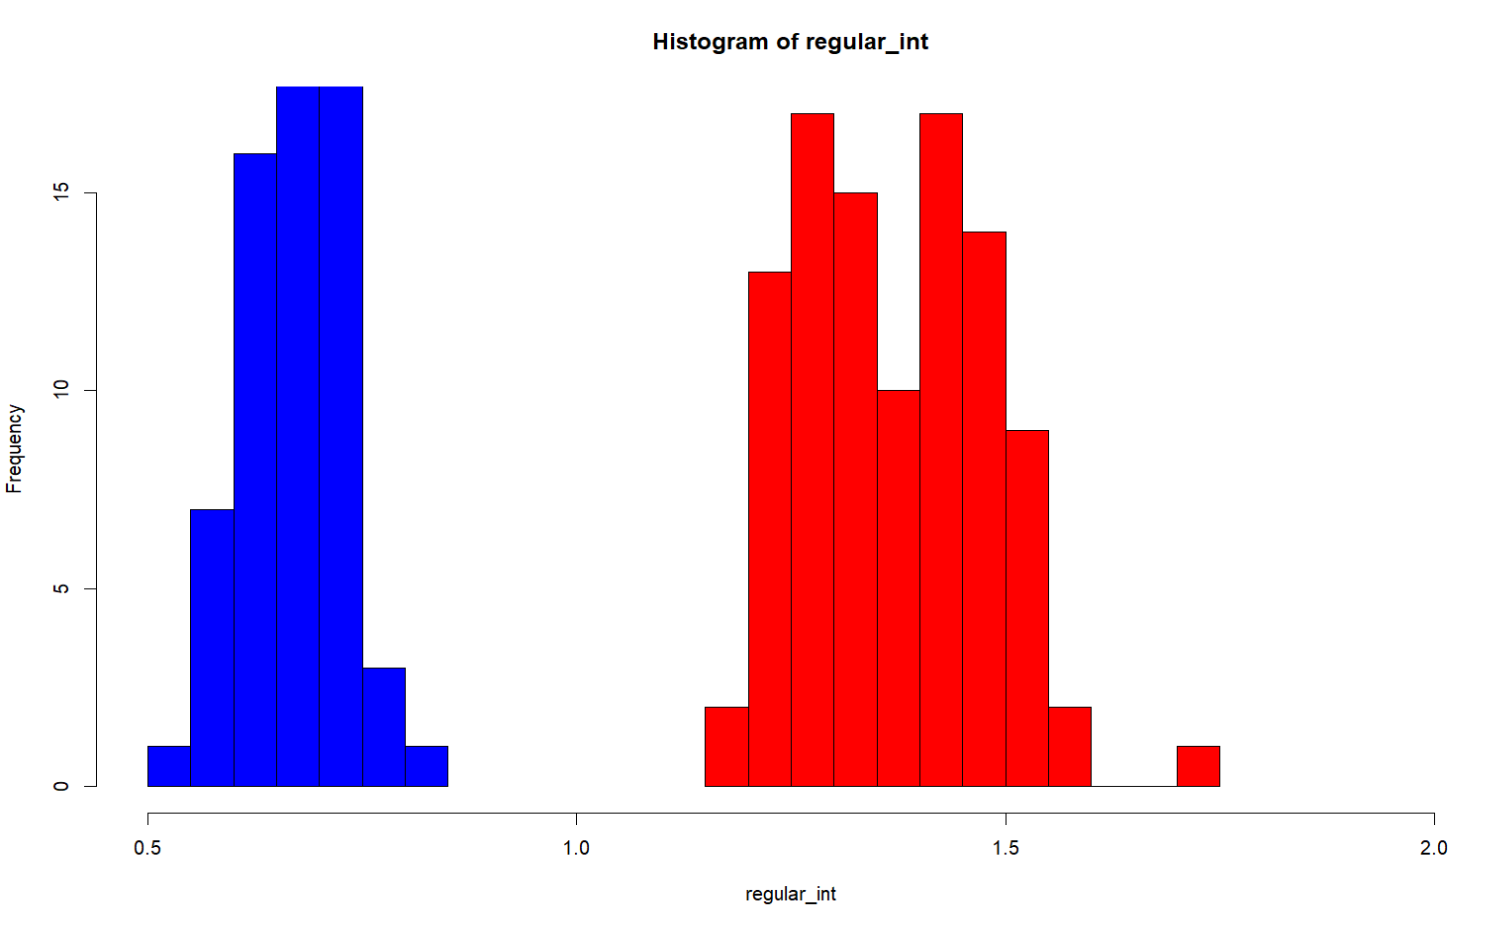 Histogram of regular_int
Frequency
15
10
5
0
0.5 1.0 1.5 2.0
regular_int